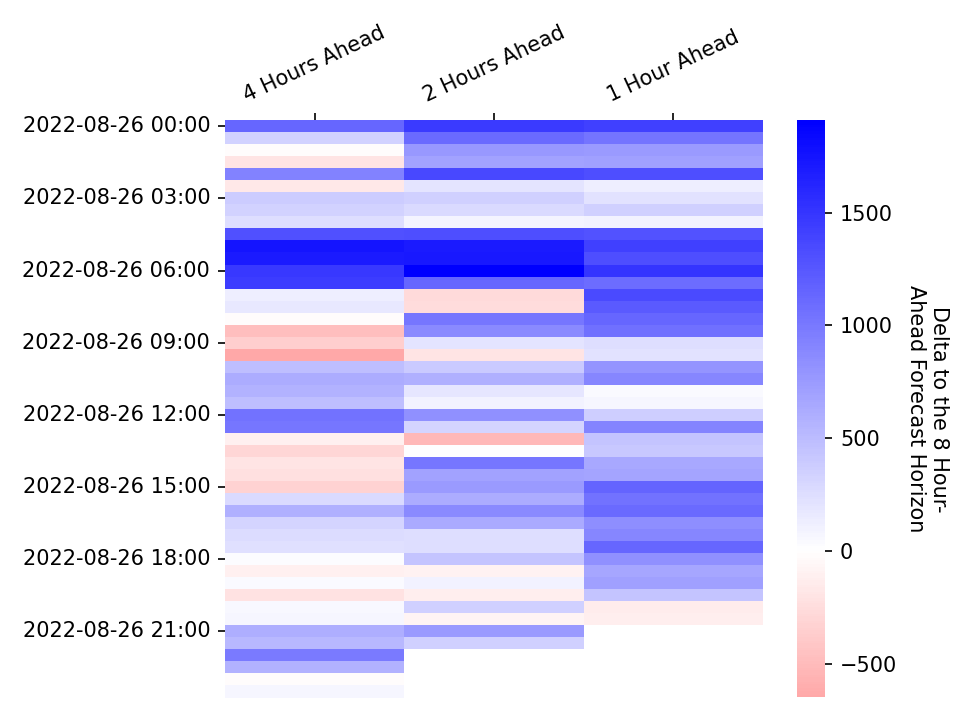 4 Hours Ahead
2 Hours Ahead
1 Hour Ahead
2022-08-26 00:00
2022-08-26 03:00
2022-08-26 06:00
2022-08-26 09:00
2022-08-26 12:00
2022-08-26 15:00
2022-08-26 18:00
2022-08-26 21:00
1500
1000
500
0
−500
Delta to the 8 Hour-
Ahead Forecast Horizon